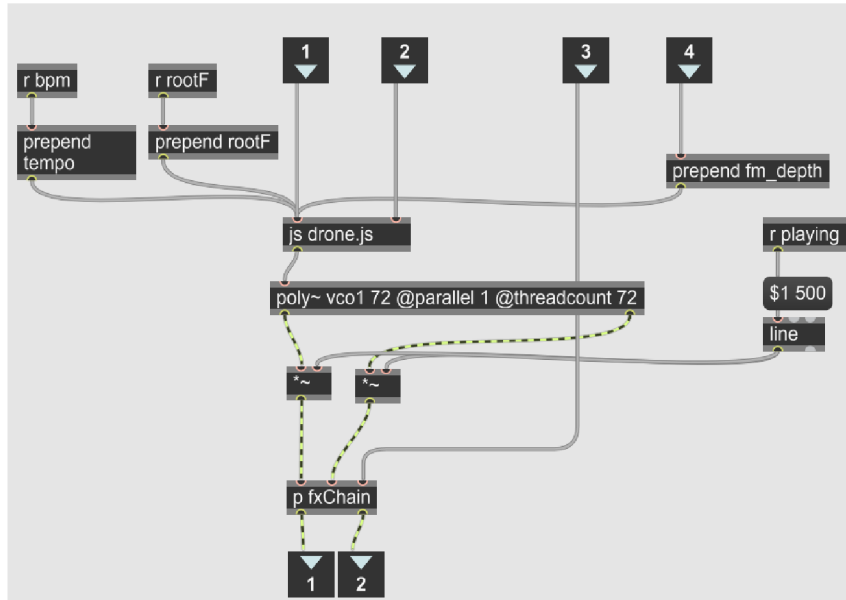 1
2
3
4
r bpm
r rootF
prepend
tempo
prepend rootF
prepend fm_depth
js drone.js
r playing
poly~ vco1 72 @parallel 1 @threadcount 72
$1 500
line
*~
*~
p fxChain
1
2